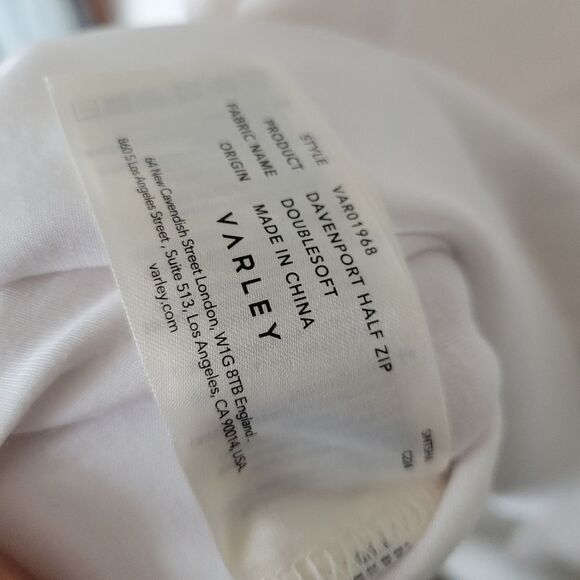 STYLE VAR01968
PRODUCT DAVENPORT HALF ZIP
FABRIC NAME DOUBLESOFT
ORIGIN MADE IN CHINA
VARLEY
64 New Cavendish Street London, W1G 8TB England.
860 S Los Angeles Street, Suite 513, Los Angeles, CA 90014, USA.
varley.com